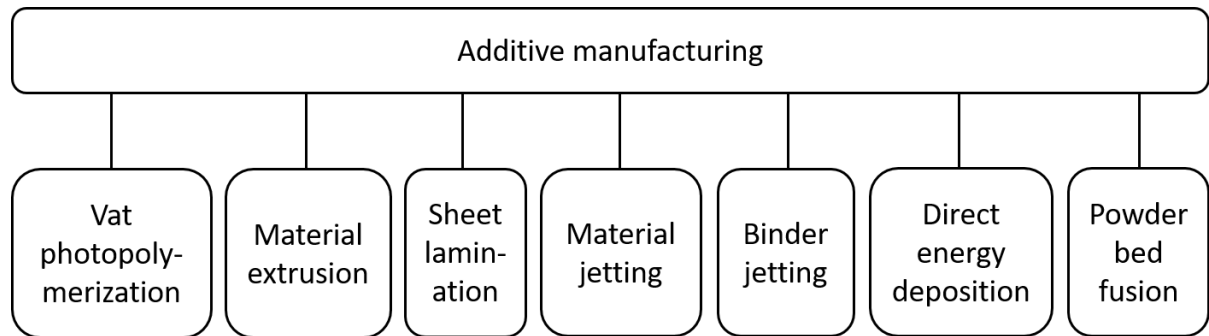 Additive manufacturing
Vat
photopoly-
merization
Material
extrusion
Sheet
lamin-
ation
Material
jetting
Binder
jetting
Direct
energy
deposition
Powder
bed
fusion